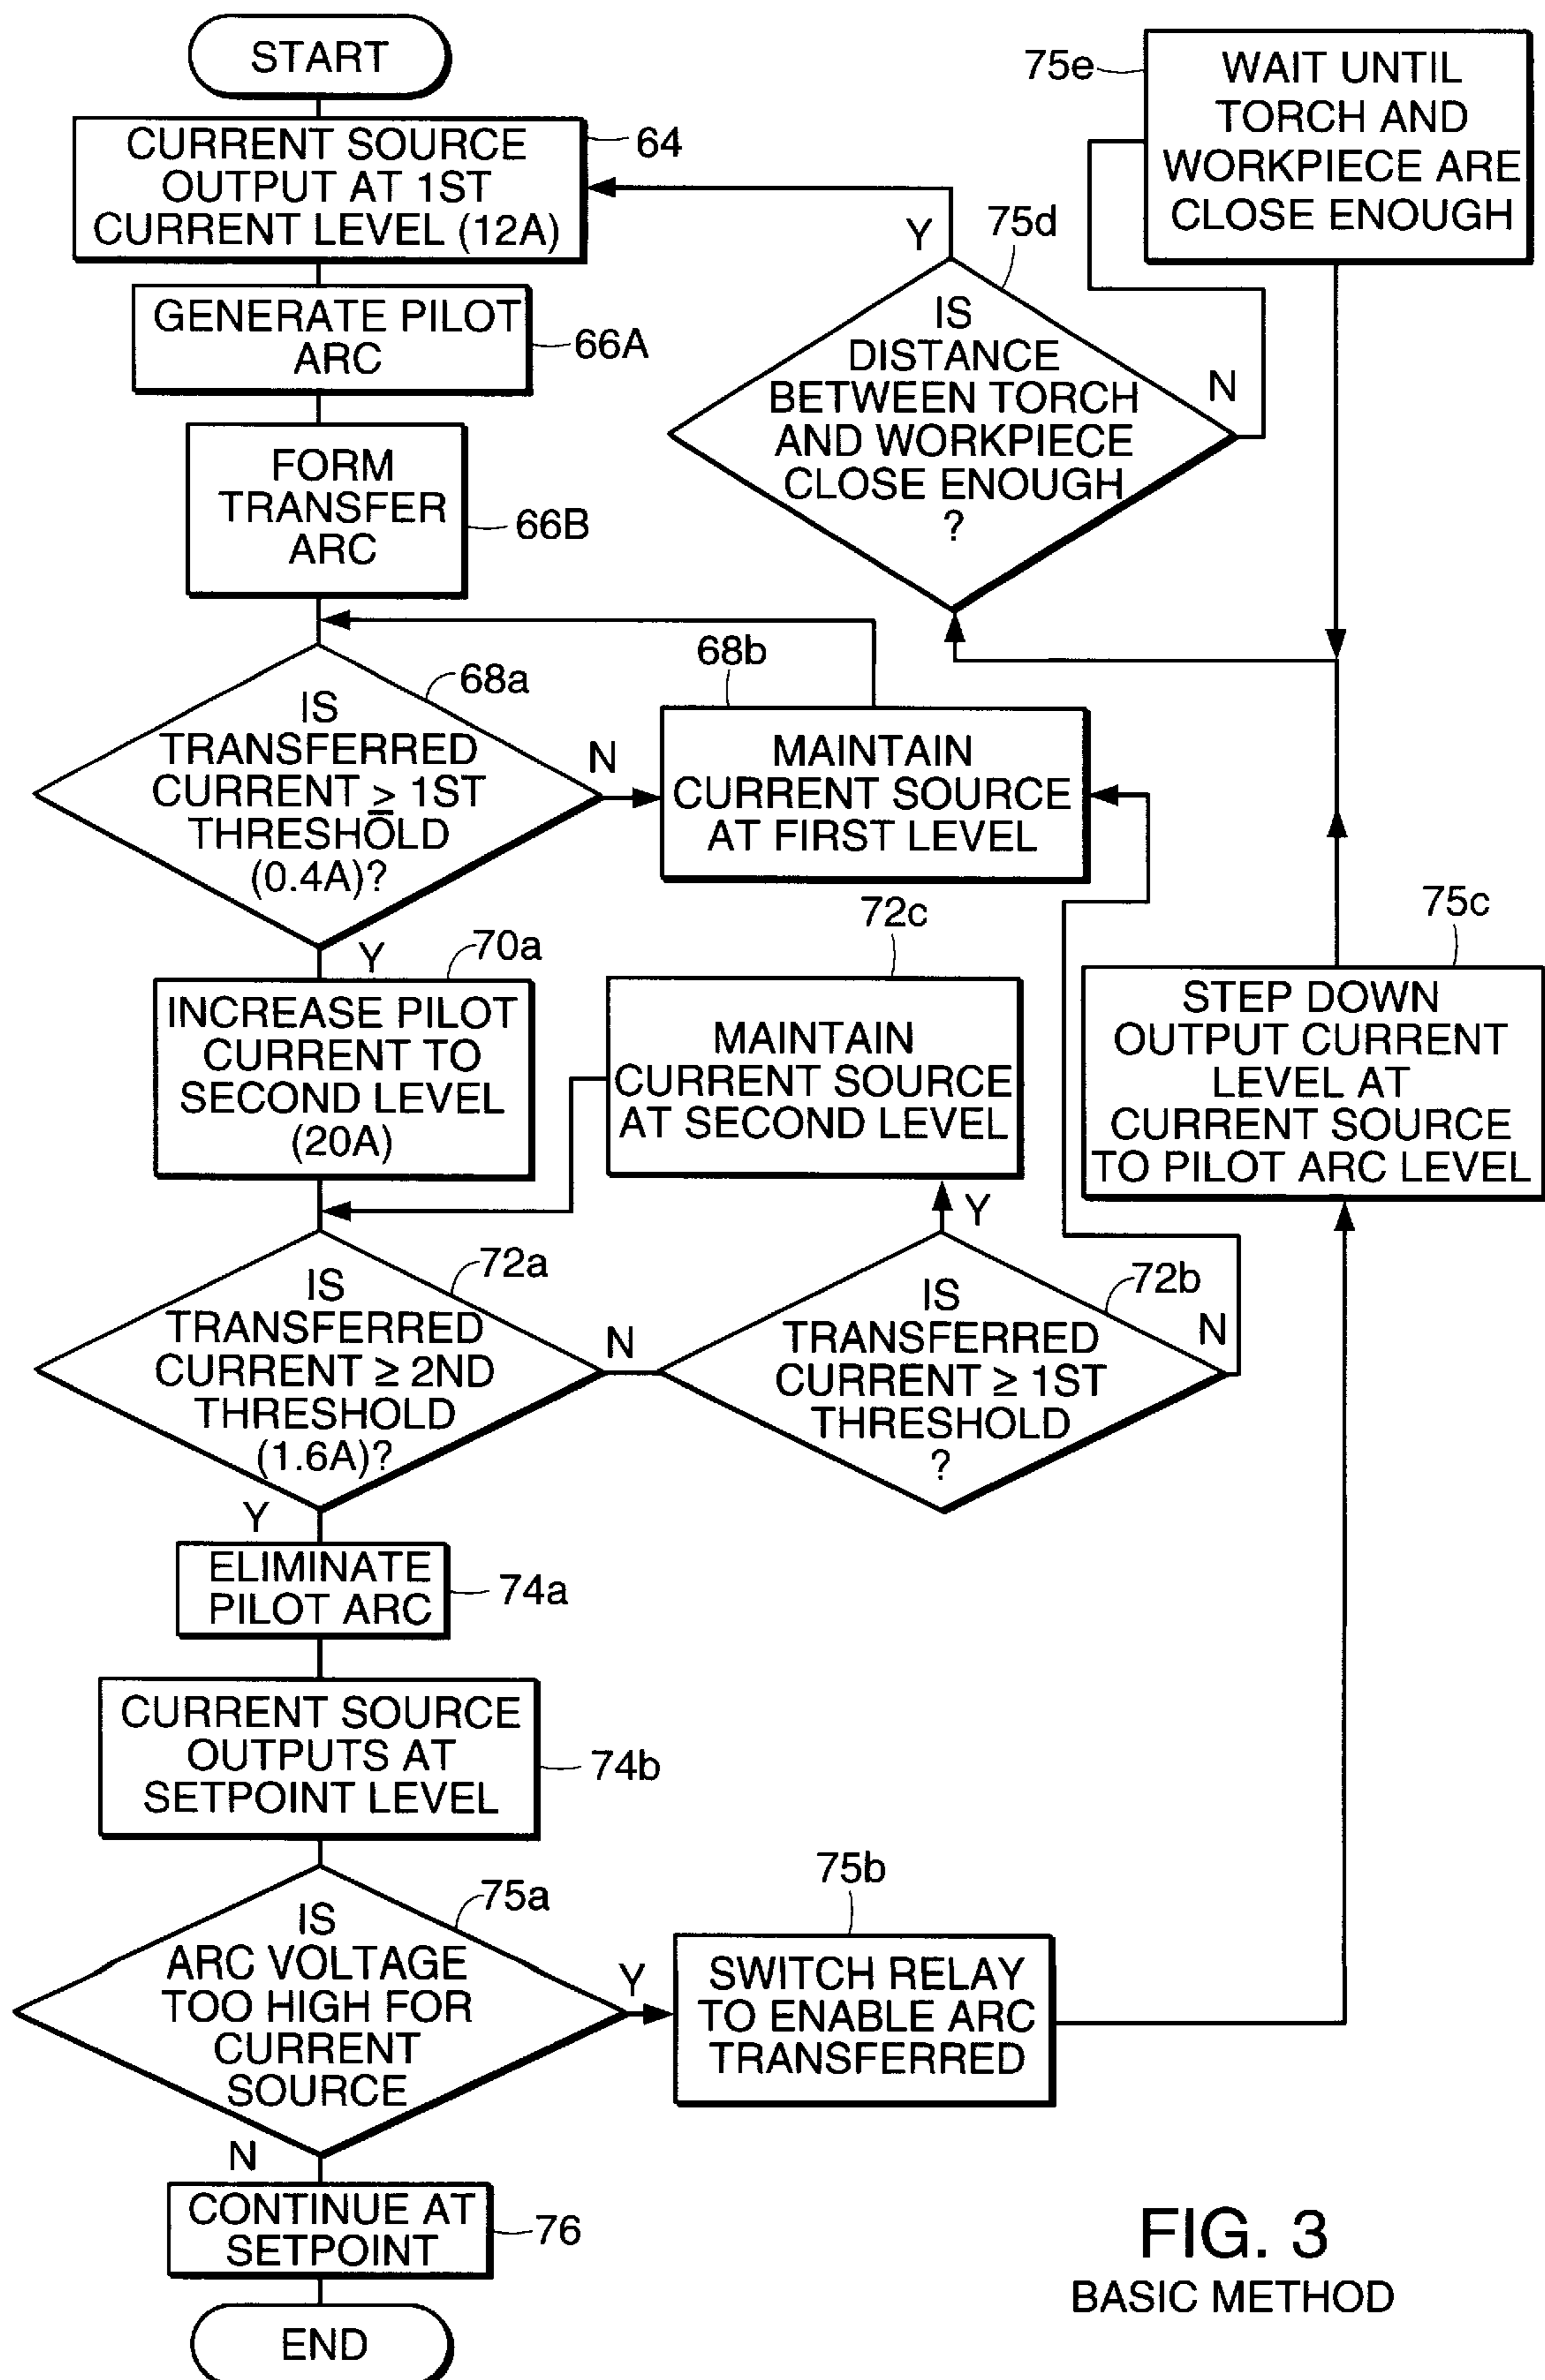 START
CURRENT SOURCE
OUTPUT AT 1ST
CURRENT LEVEL (12A)
64
GENERATE PILOT
ARC
66A
FORM
TRANSFER
ARC
66B
IS
TRANSFERRED
CURRENT ≥ 1ST
THRESHOLD
(0.4A)?
68a
N
Y
MAINTAIN
CURRENT SOURCE
AT FIRST LEVEL
68b
INCREASE PILOT
CURRENT TO
SECOND LEVEL
(20A)
70a
MAINTAIN
CURRENT SOURCE
AT SECOND LEVEL
72c
IS
TRANSFERRED
CURRENT ≥ 2ND
THRESHOLD
(1.6A)?
72a
N
Y
IS
TRANSFERRED
CURRENT ≥ 1ST
THRESHOLD
?
72b
Y
N
ELIMINATE
PILOT ARC
74a
CURRENT SOURCE
OUTPUTS AT
SETPOINT LEVEL
74b
IS
ARC VOLTAGE
TOO HIGH FOR
CURRENT
SOURCE
75a
Y
N
SWITCH RELAY
TO ENABLE ARC
TRANSFERRED
75b
STEP DOWN
OUTPUT CURRENT
LEVEL AT
CURRENT SOURCE
TO PILOT ARC LEVEL
75c
IS
DISTANCE
BETWEEN TORCH
AND WORKPIECE
CLOSE ENOUGH
?
75d
Y
N
WAIT UNTIL
TORCH AND
WORKPIECE ARE
CLOSE ENOUGH
75e
CONTINUE AT
SETPOINT
76
END
FIG. 3
BASIC METHOD